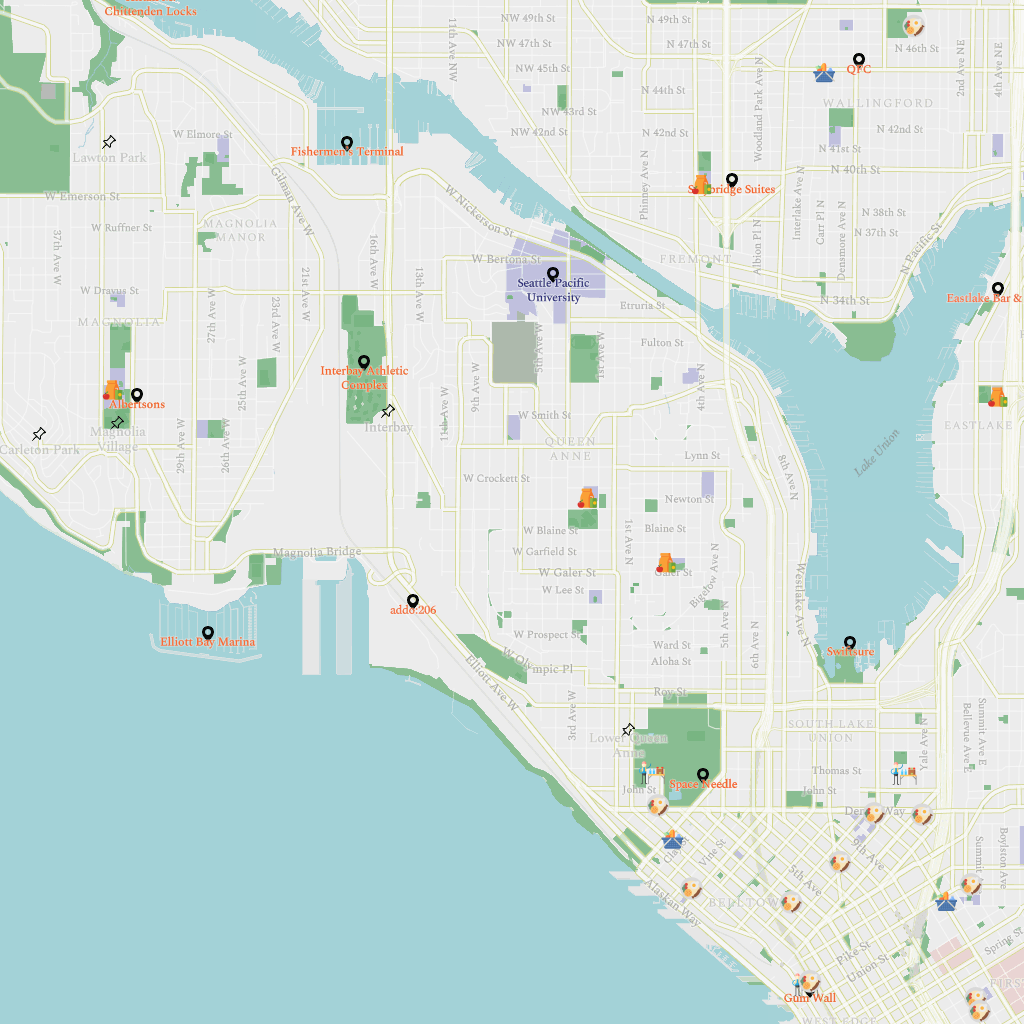 Chittenden Locks
11th Ave NW
NW 49th St
N 49th St
NW 47th St
N 47th St
N 46th St
NW 45th St
QFC
2nd Ave NE
4th Ave NE
N 44th St
WALLINGFORD
NW 43rd St
NW 42nd St
N 42nd St
N 42nd St
W Elmore St
Woodland Park Ave N
Fishermen's Terminal
N 41st St
Lawton Park
N 40th St
Phinney Ave N
Gilman Ave W
W Emerson St
W Nickerson St
Interlake Ave N
Carr Pl N
Densmore Ave N
N 38th St
W Ruffner St
MAGNOLIA
MANOR
N 37th St
37th Ave W
16th Ave W
Albion Pl N
N Pacific St
W Bertona St
FREMONT
21st Ave W
13th Ave W
Seattle Pacific
University
W Dravus St
N 34th St
Eastlake Bar &
Etruria St
27th Ave W
23rd Ave W
MAGNOLIA
Fulton St
5th Ave W
1st Ave W
Interbay Athletic
Complex
25th Ave W
9th Ave W
4th Ave N
Albertsons
11th Ave W
W Smith St
EASTLAKE
Magnolia
Village
Interbay
29th Ave W
26th Ave W
QUEEN
ANNE
Carleton Park
Lake Union
Lynn St
W Crockett St
8th Ave N
Newton St
W Blaine St
1st Ave N
Blaine St
Magnolia Bridge
W Garfield St
W Galer St
Galer St
Bigelow Ave N
W Lee St
Westlake Ave N
addo:206
Elliott Bay Marina
W Prospect St
5th Ave N
6th Ave N
Ward St
Swiftsure
Aloha St
W Olympic Pl
Elliott Ave W
Roy St
3rd Ave W
SOUTH LAKE
UNION
Lower Queen
Anne
Yale Ave N
Bellevue Ave E
Summit Ave E
Thomas St
Space Needle
John St
John St
Vine St
9th Ave
5th Ave
Boylston Ave
Summit
Alaskan Way
Pike St
Union St
Spring St
Gum Wall
WEST EDGE